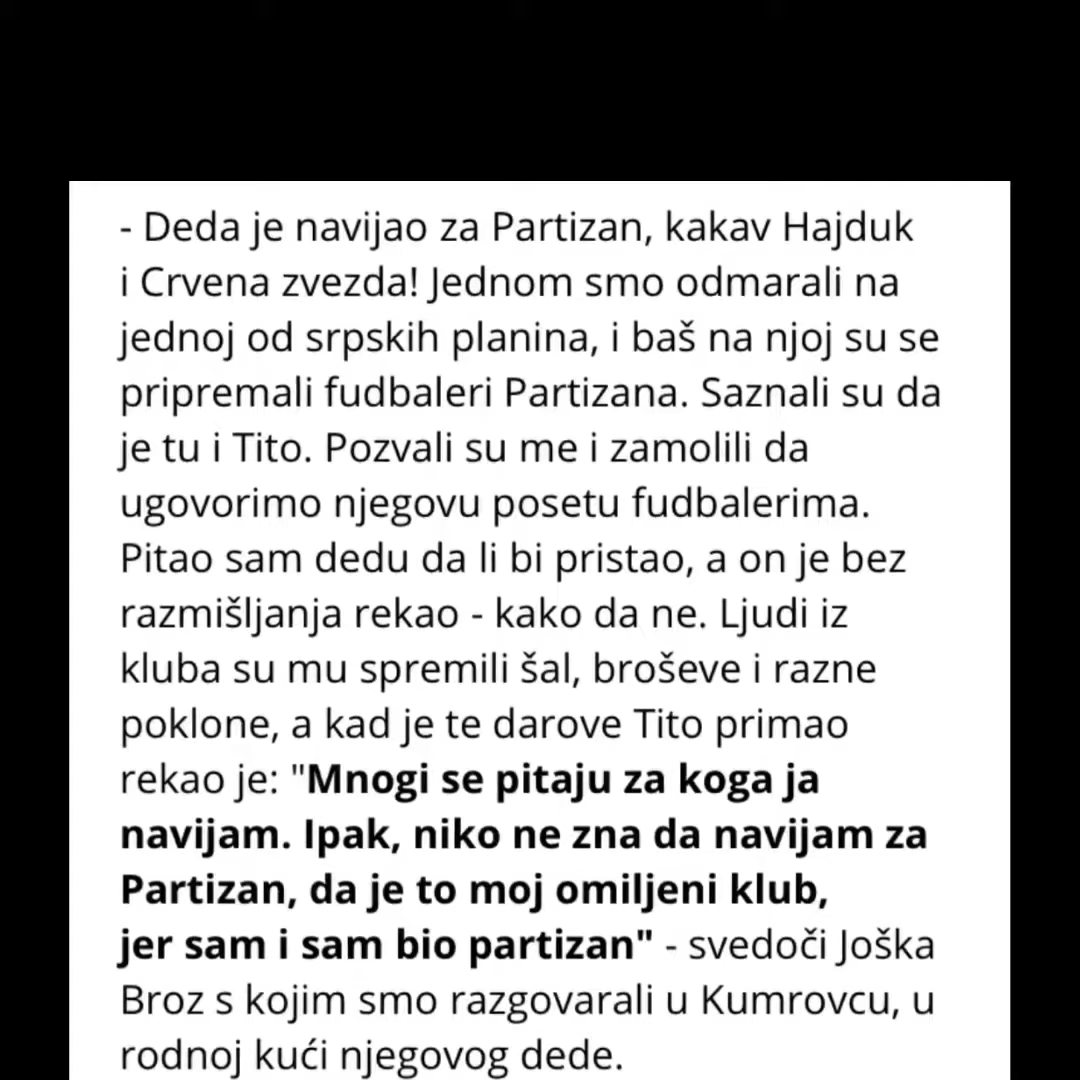 - Deda je navijao za Partizan, kakav Hajduk
i Crvena zvezda! Jednom smo odmarali na
jednoj od srpskih planina, i baš na njoj su se
pripremali fudbaleri Partizana. Saznali su da
je tu i Tito. Pozvali su me i zamolili da
ugovorimo njegovu posetu fudbalerima.
Pitao sam dedu da li bi pristao, a on je bez
razmišljanja rekao - kako da ne. Ljudi iz
kluba su mu spremili šal, broševe i razne
poklone, a kad je te darove Tito primao
rekao je: "Mnogi se pitaju za koga ja
navijam. Ipak, niko ne zna da navijam za
Partizan, da je to moj omiljeni klub,
jer sam i sam bio partizan" - svedoči Joška
Broz s kojim smo razgovarali u Kumrovcu, u
rodnoj kući njegovog dede.